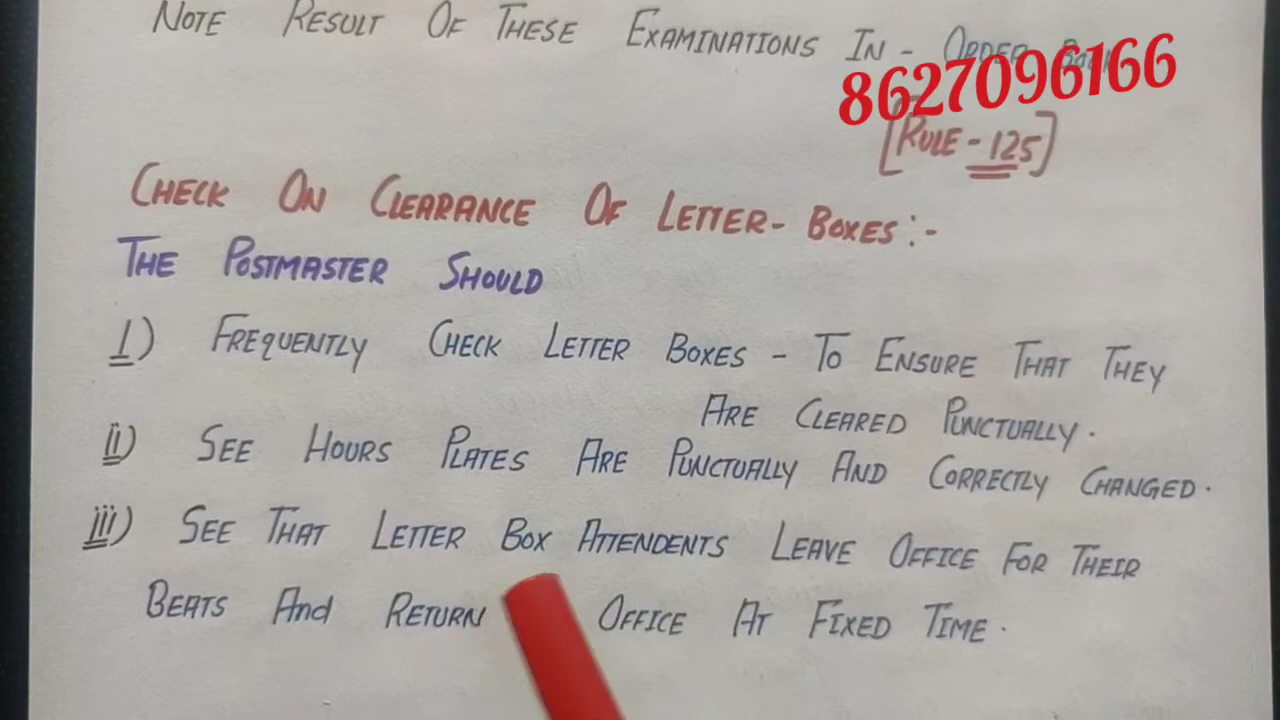 NOTE RESULT OF THESE EXAMINATIONS IN - ORDER BOOK
8627096166
[RULE - 125]
CHECK ON CLEARANCE OF LETTER- BOXES:-
THE POSTMASTER SHOULD
I) FREQUENTLY CHECK LETTER BOXES - TO ENSURE THAT THEY
ARE CLEARED PUNCTUALLY.
ii) SEE HOURS PLATES ARE PUNCTUALLY AND CORRECTLY CHANGED.
iii) SEE THAT LETTER BOX ATTENDENTS LEAVE OFFICE FOR THEIR
BEATS And RETURN OFFICE AT FIXED TIME.